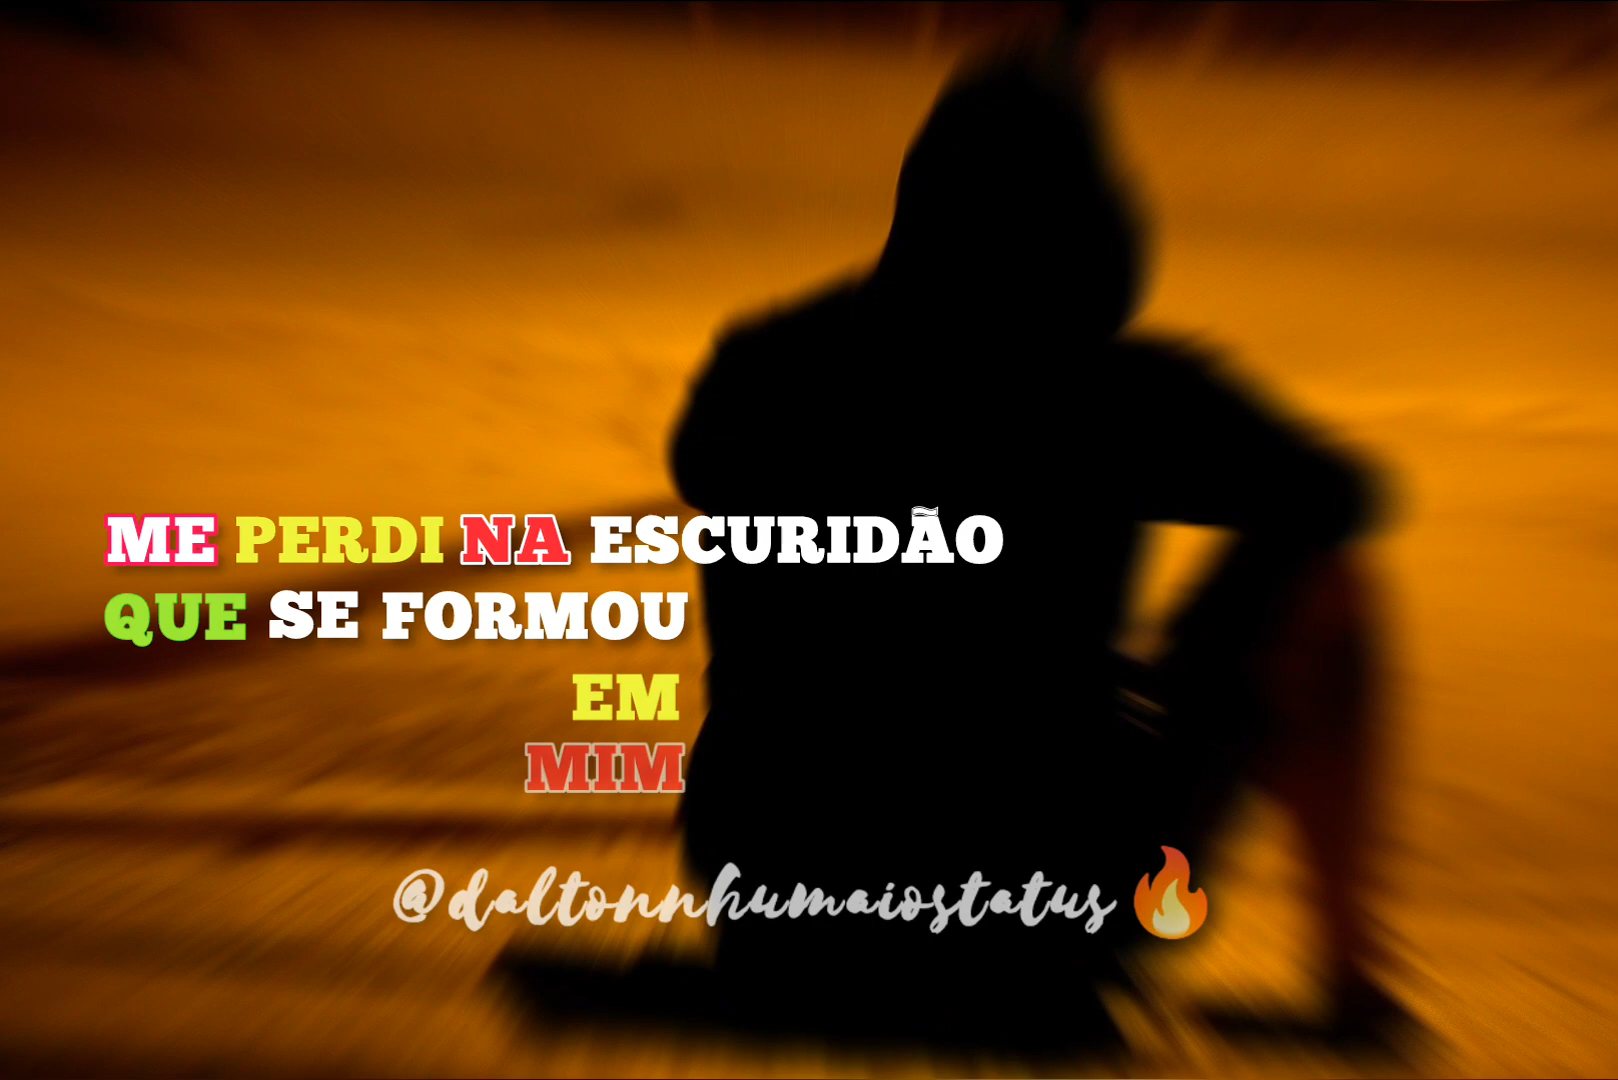 ME PERDI NA ESCURIDÃO
QUE SE FORMOU
EM
MIM
@daltonnhumaiostatus 🔥